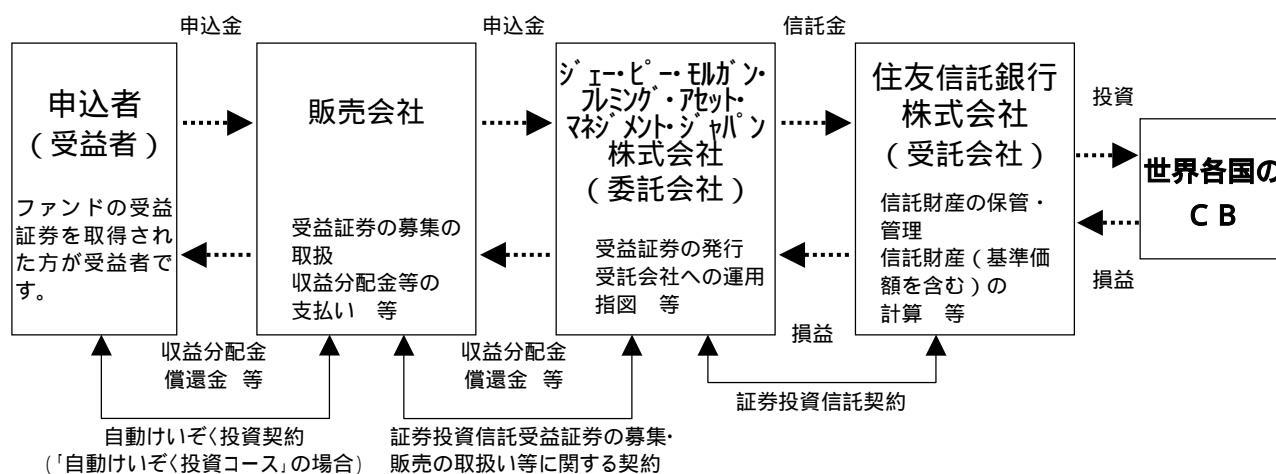 申込金
申込金
信託金
申込者
(受益者)
ファンドの受益
証券を取得され
た方が受益者で
す。
販売会社
受益証券の募集の
取扱
収益分配金等の
支払い 等
ジェー・ピー・モルガン・
フレミング・アセット・
マネジメント・ジャパン
株式会社
(委託会社)
受益証券の発行
受託会社への運用
指図 等
住友信託銀行
株式会社
(受託会社)
信託財産の保管・
管理
信託財産(基準価
額を含む)の
計算 等
投資
世界各国の
CB
損益
収益分配金
償還金 等
収益分配金
償還金 等
損益
自動けいぞく投資契約
(「自動けいぞく投資コース」の場合)
証券投資信託受益証券の募集・
販売の取扱い等に関する契約
証券投資信託契約